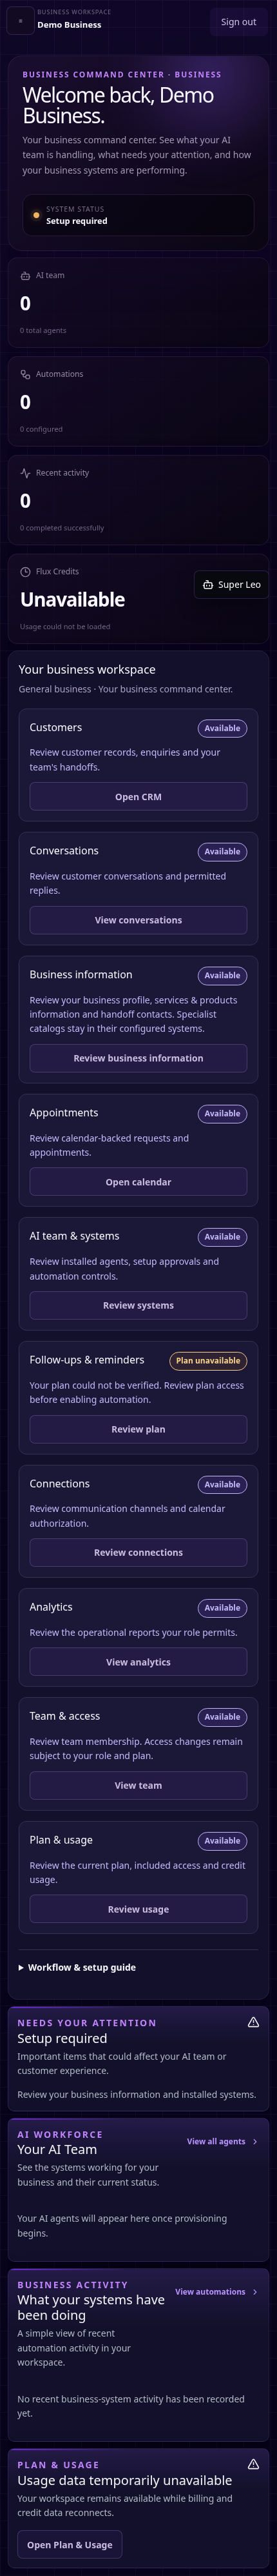 BUSINESS WORKSPACE
Demo Business
Sign out
BUSINESS COMMAND CENTER · BUSINESS
Welcome back, Demo
Business.
Your business command center. See what your AI
team is handling, what needs your attention, and how
your business systems are performing.
SYSTEM STATUS
Setup required
AI team
0
0 total agents
Automations
0
0 configured
Recent activity
0
0 completed successfully
Flux Credits
Unavailable
Usage could not be loaded
Super Leo
Your business workspace
General business · Your business command center.
Customers
Available
Review customer records, enquiries and your
team's handoffs.
Open CRM
Conversations
Available
Review customer conversations and permitted
replies.
View conversations
Business information
Available
Review your business profile, services & products
information and handoff contacts. Specialist
catalogs stay in their configured systems.
Review business information
Appointments
Available
Review calendar-backed requests and
appointments.
Open calendar
AI team & systems
Available
Review installed agents, setup approvals and
automation controls.
Review systems
Follow-ups & reminders
Plan unavailable
Your plan could not be verified. Review plan access
before enabling automation.
Review plan
Connections
Available
Review communication channels and calendar
authorization.
Review connections
Analytics
Available
Review the operational reports your role permits.
View analytics
Team & access
Available
Review team membership. Access changes remain
subject to your role and plan.
View team
Plan & usage
Available
Review the current plan, included access and credit
usage.
Review usage
Workflow & setup guide
NEEDS YOUR ATTENTION
Setup required
Important items that could affect your AI team or
customer experience.
Review your business information and installed systems.
AI WORKFORCE
Your AI Team
View all agents
See the systems working for your
business and their current status.
Your AI agents will appear here once provisioning
begins.
BUSINESS ACTIVITY
What your systems have
been doing
View automations
A simple view of recent
automation activity in your
workspace.
No recent business-system activity has been recorded
yet.
PLAN & USAGE
Usage data temporarily unavailable
Your workspace remains available while billing and
credit data reconnects.
Open Plan & Usage